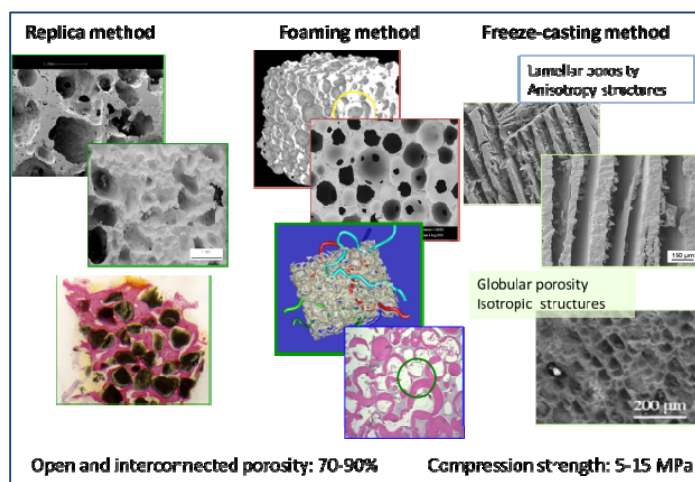 Replica method
Foaming method
Freeze-casting method
Lamellar porosity
Anisotropy structures
150 µm
Globular porosity
Isotropic structures
200 µm
Open and interconnected porosity: 70-90%
Compression strength: 5-15 MPa